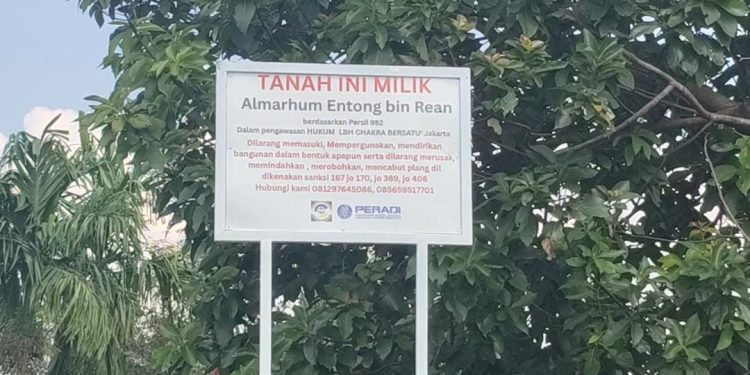 TANAH INI MILIK
Almarhum Entong bin Rean
berdasarkan Persil 952
Dalam pengawasan HUKUM LBH CHAKRA BERSATU' Jakarta
Dilarang memasuki, Mempergunakan, mendirikan
bangunan dalam bentuk apapun serta dilarang merusak,
memindahkan , merobohkan, mencabut plang dll
dikenakan sanksi 167 jo 170, jo 389, jo 406
Hubungi kami 081297645086, 085659517701
PERADI